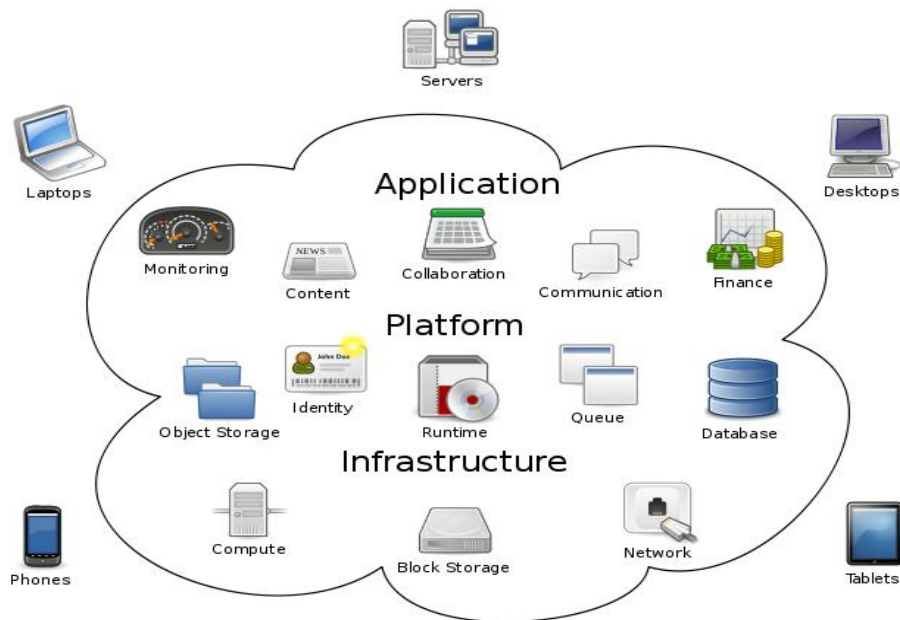 Servers
Laptops
Desktops
Application
Monitoring
NEWS
Content
Collaboration
Communication
Finance
Platform
Object Storage
John Doe
Identity
Runtime
Queue
Database
Infrastructure
Compute
Block Storage
Network
Phones
Tablets